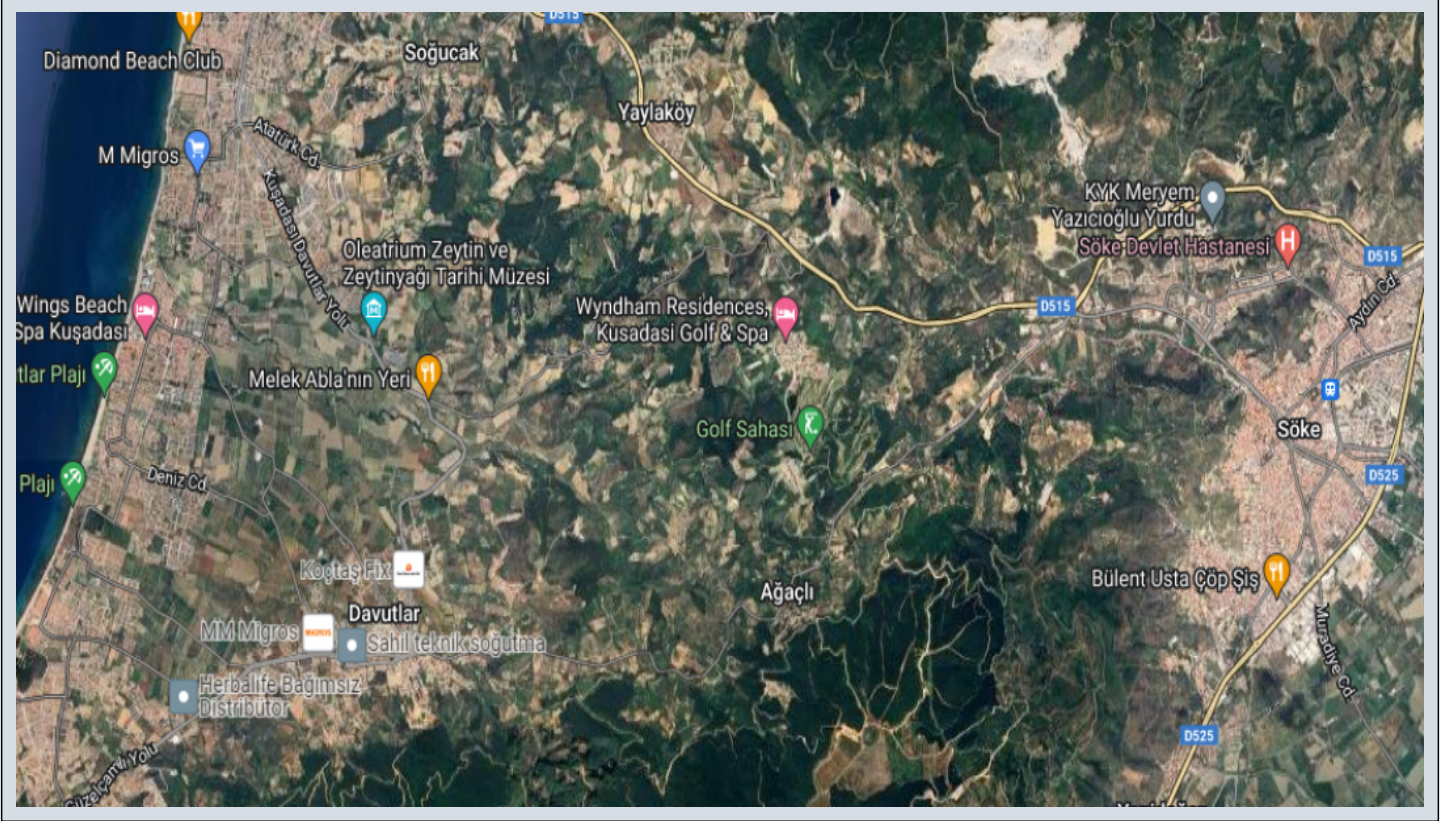 D515
Diamond Beach Club
Soğucak
Yaylaköy
Atatürk Cd.
M Migros
Kuşadası Davutlar Yolu
KYK Meryem
Yazıcıoğlu Yurdu
Söke Devlet Hastanesi
H
D515
Oleatrium Zeytin ve
Zeytinyağı Tarihi Müzesi
M
Wings Beach
Spa Kuşadası
Wyndham Residences,
Kusadasi Golf & Spa
D515
Aydın Cd.
tlar Plajı
Melek Abla'nın Yeri
Golf Sahası
Söke
Plajı
Deniz Cd.
D525
Koçtaş Fix
Ağaçlı
Bülent Usta Çöp Şiş
Davutlar
MM Migros
MIGROS
Sahil teknik soğutma
Muradiye Cd.
Herbalife Bağımsız
Distribütör
D525
Güzelçamlı Yolu